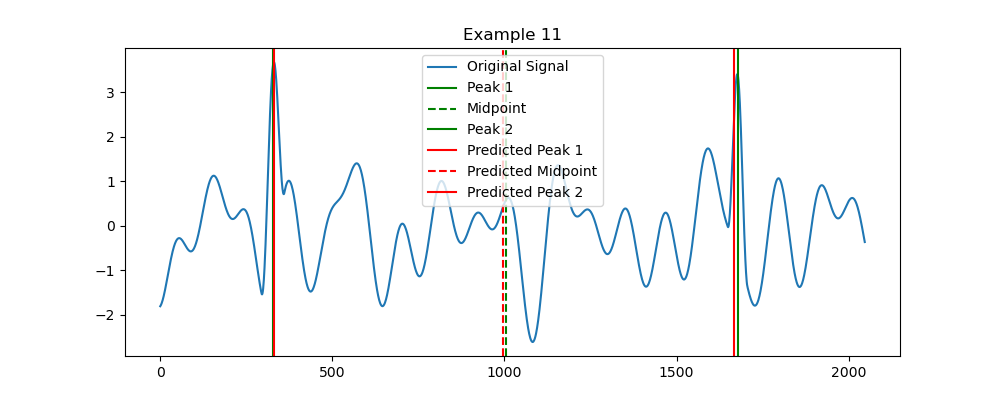 Example 11
3
2
1
0
−1
−2
Original Signal
Peak 1
Midpoint
Peak 2
Predicted Peak 1
Predicted Midpoint
Predicted Peak 2
0 500 1000 1500 2000